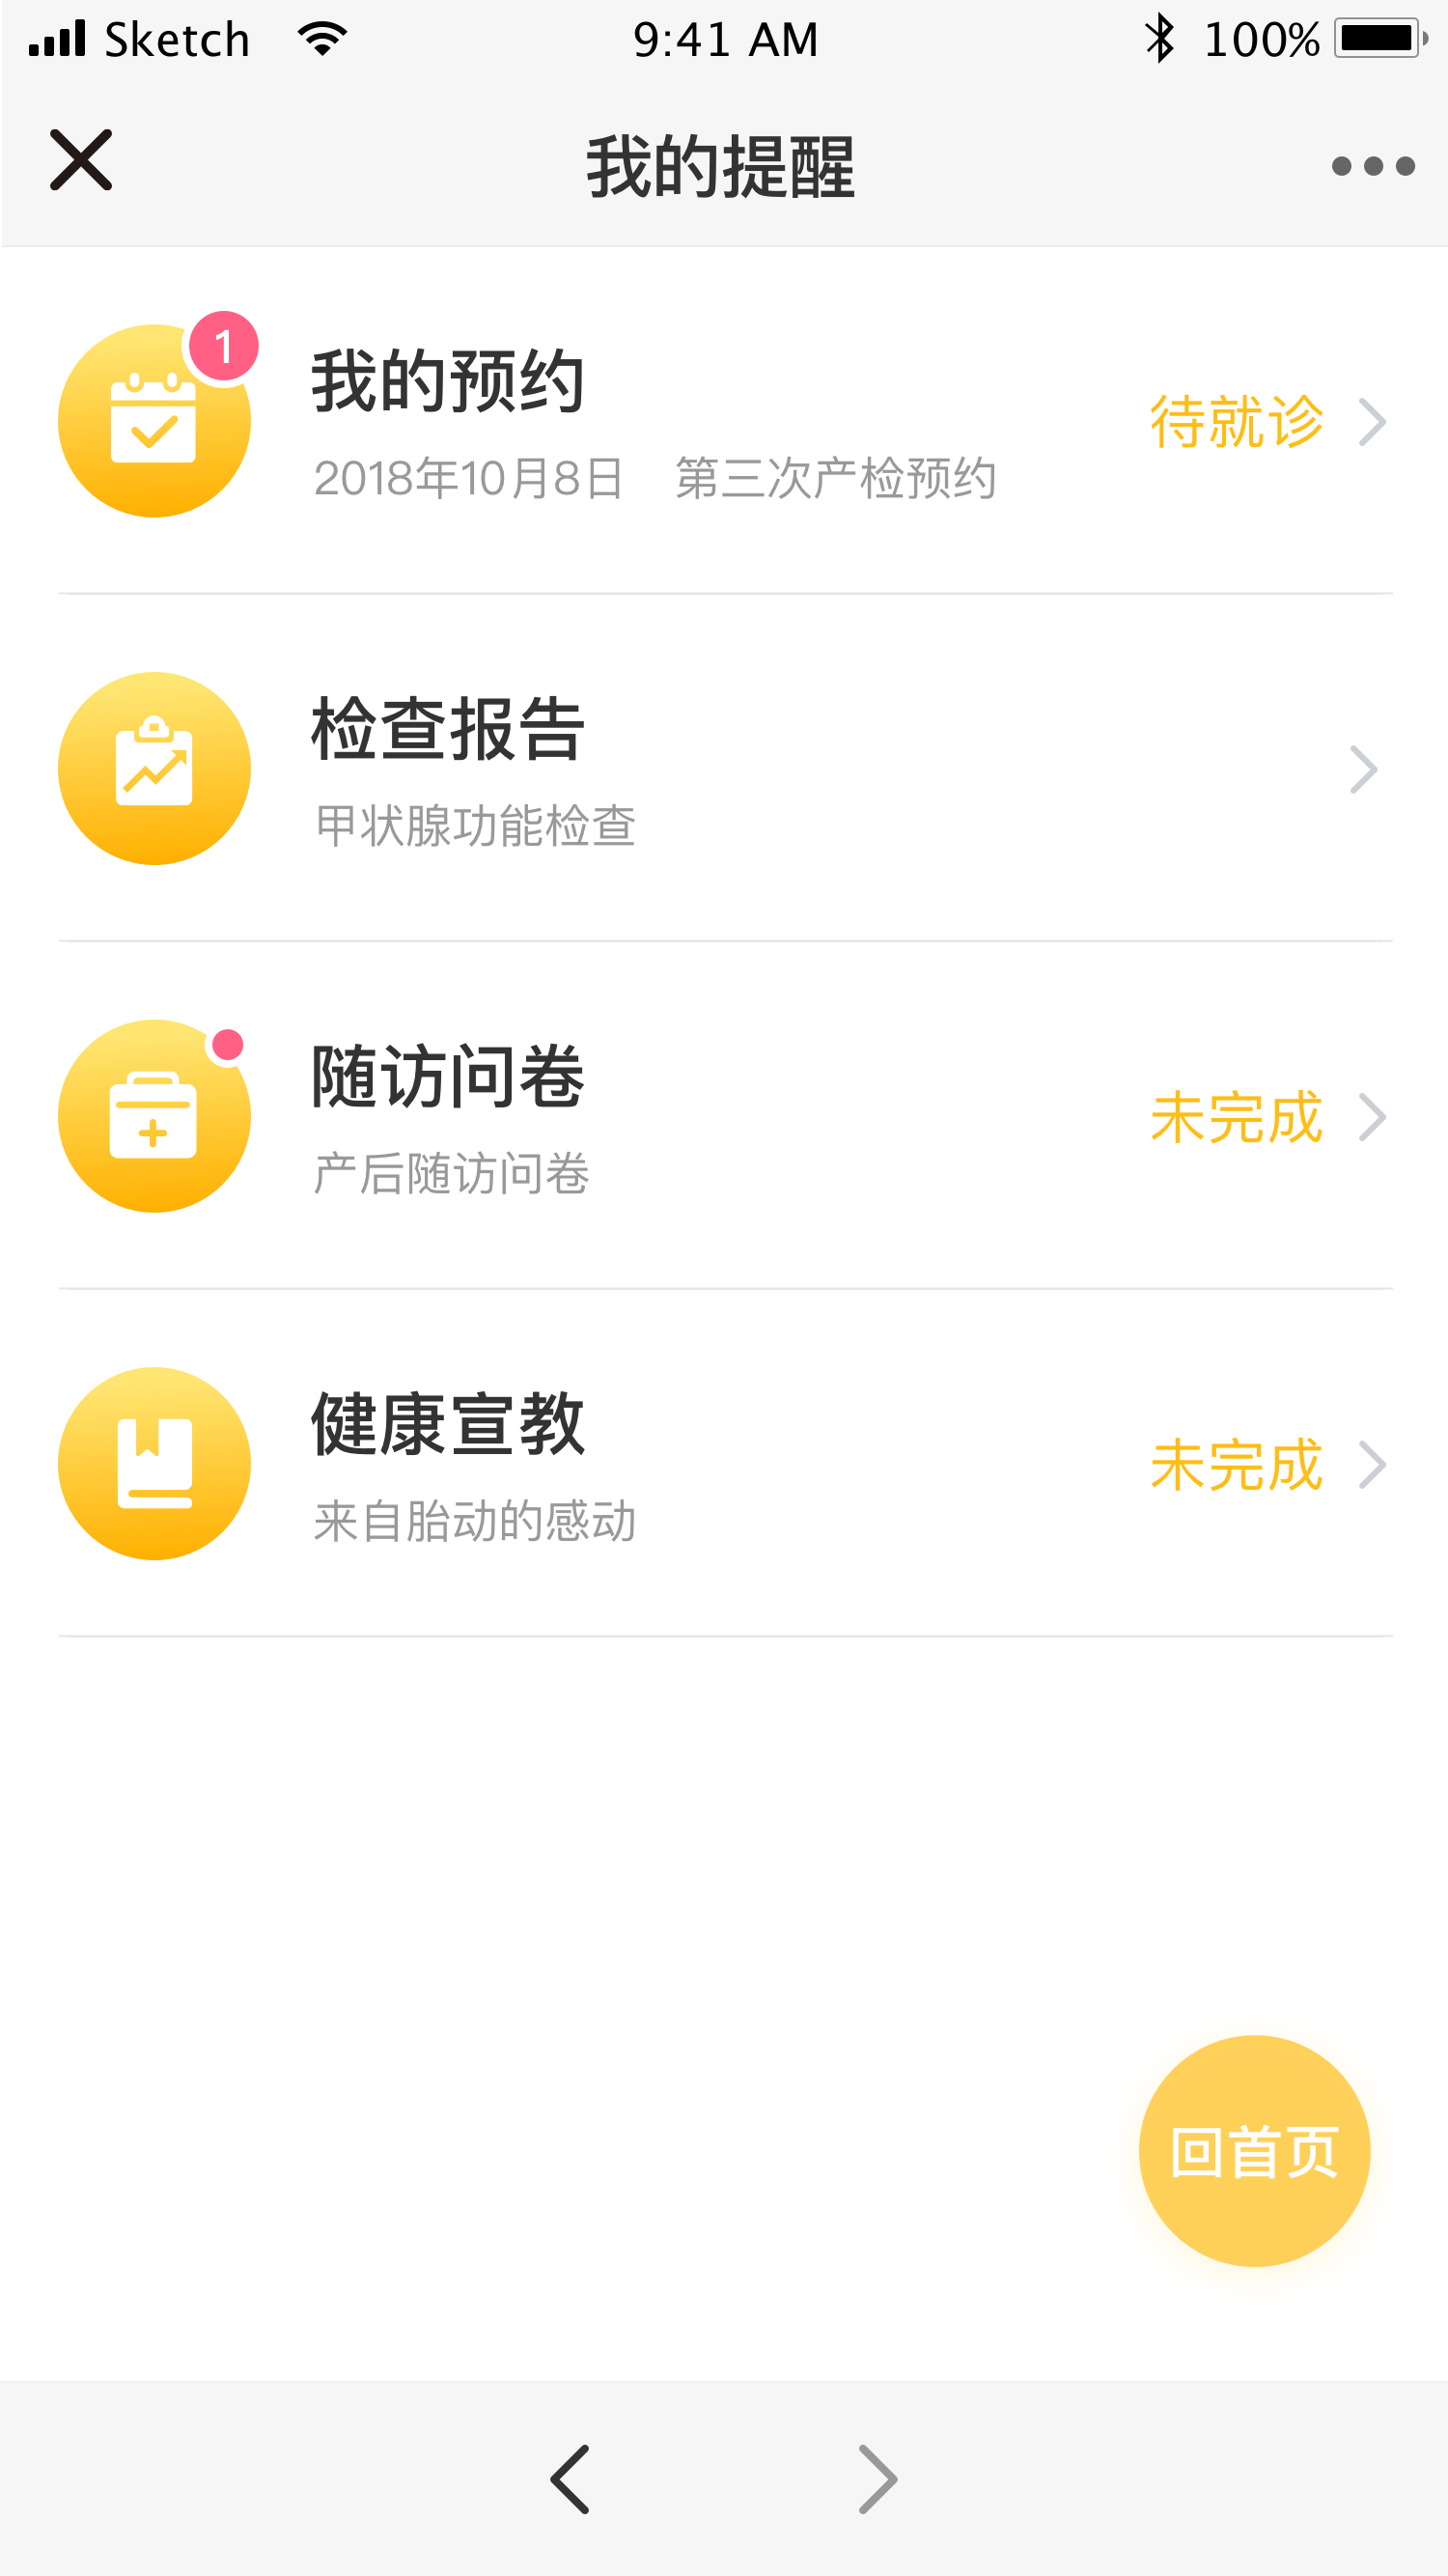 Sketch 9:41 AM 100%
我的提醒
1
我的预约
2018年10月8日 第三次产检预约
待就诊
检查报告
甲状腺功能检查
随访问卷
产后随访问卷
未完成
健康宣教
来自胎动的感动
未完成
回首页